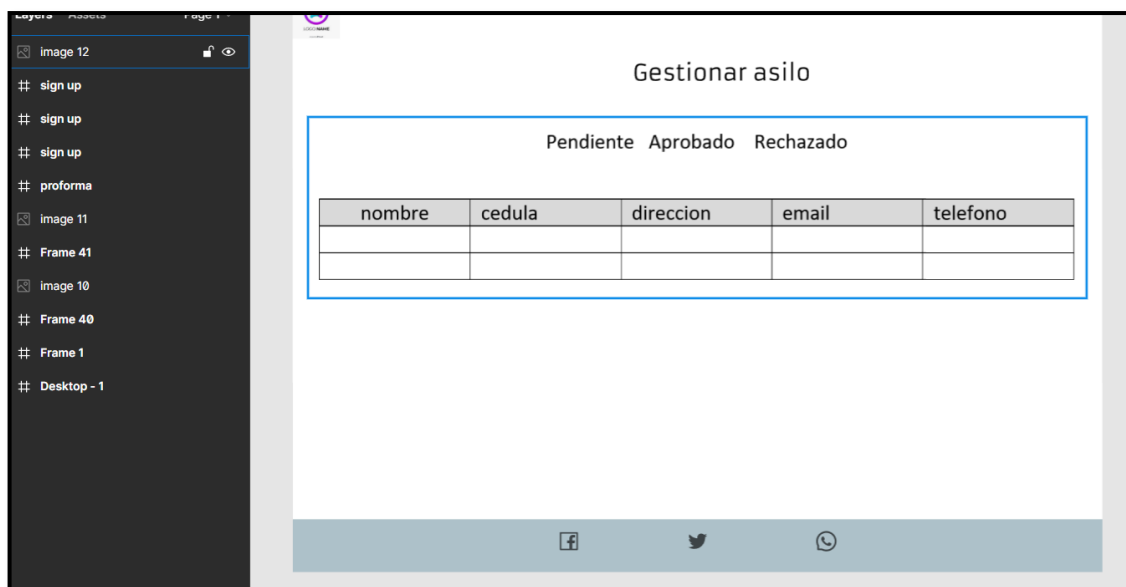 Layers Assets Page 1
image 12
sign up
sign up
sign up
proforma
image 11
Frame 41
image 10
Frame 40
Frame 1
Desktop - 1
Gestionar asilo
Pendiente Aprobado Rechazado
nombre cedula direccion email telefono